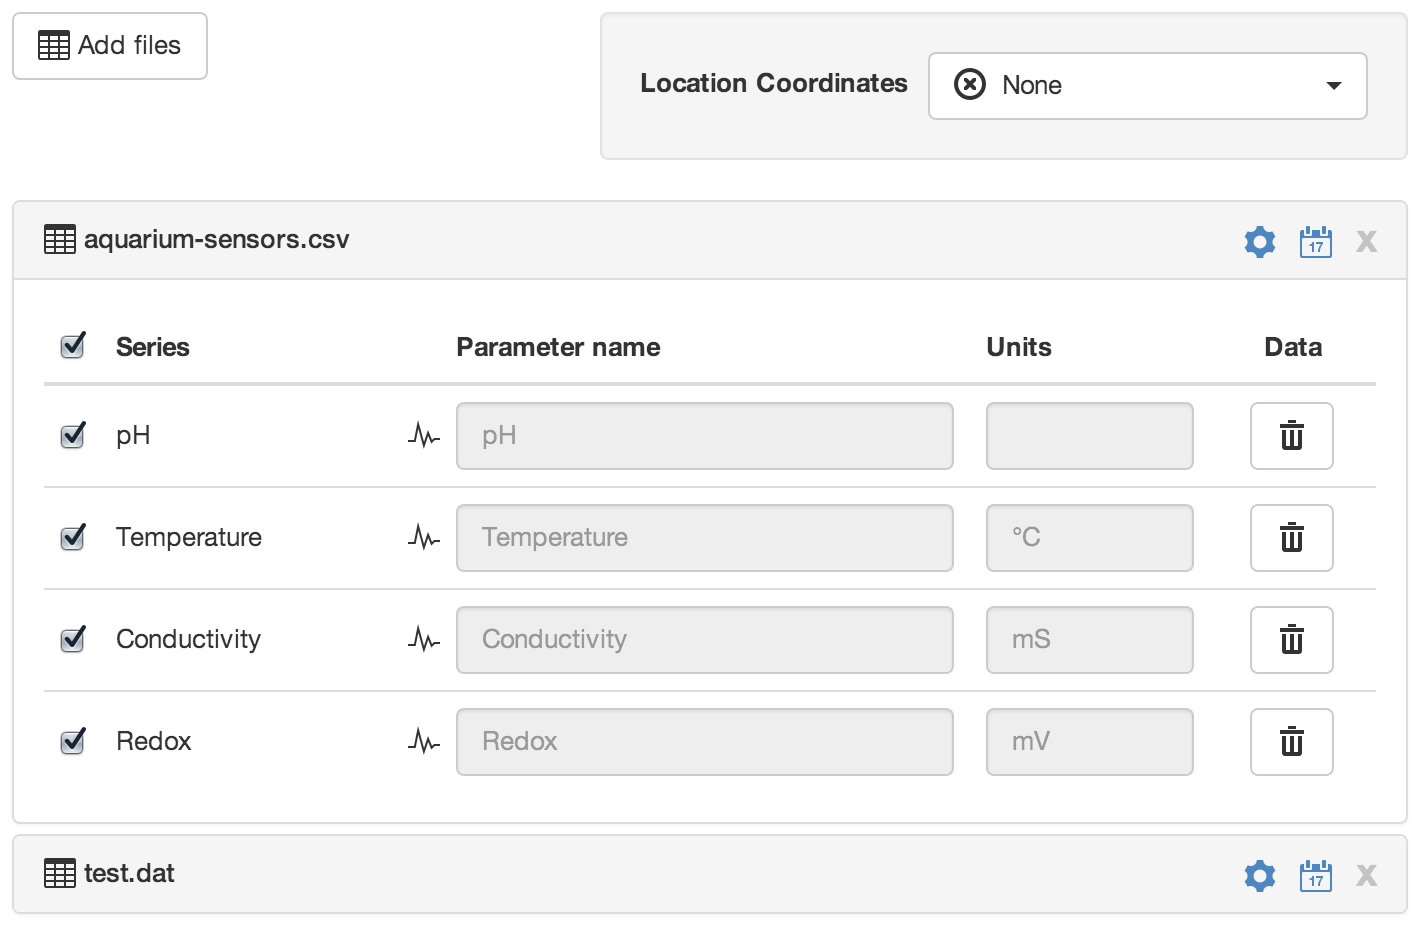 Add files
Location Coordinates None
aquarium-sensors.csv 17 X
Series Parameter name Units Data
pH pH
Temperature Temperature °C
Conductivity Conductivity mS
Redox Redox mV
test.dat 17 X